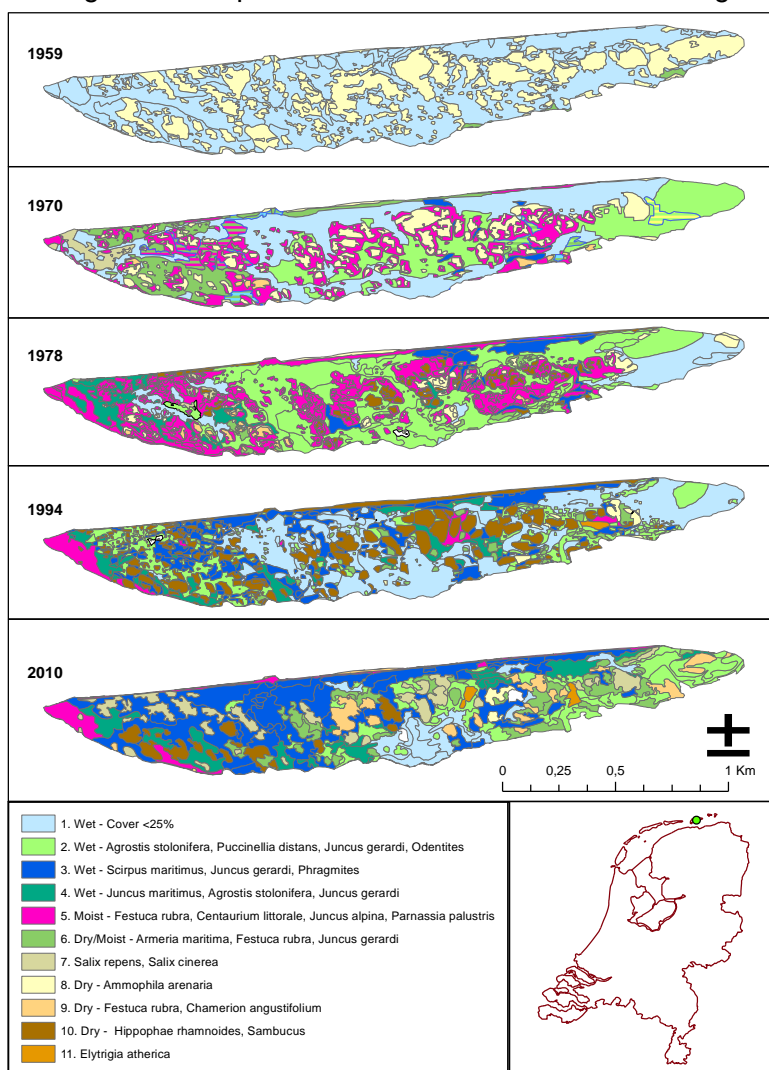 1959
1970
1978
1994
2010
0 0,25 0,5 1 Km
1. Wet - Cover <25%
2. Wet - Agrostis stolonifera, Puccinellia distans, Juncus gerardi, Odentites
3. Wet - Scirpus maritimus, Juncus gerardi, Phragmites
4. Wet - Juncus maritimus, Agrostis stolonifera, Juncus gerardi
5. Moist - Festuca rubra, Centaurium littorale, Juncus alpina, Parnassia palustris
6. Dry/Moist - Armeria maritima, Festuca rubra, Juncus gerardi
7. Salix repens, Salix cinerea
8. Dry - Ammophila arenaria
9. Dry - Festuca rubra, Chamerion angustifolium
10. Dry - Hippophae rhamnoides, Sambucus
11. Elytrigia atherica